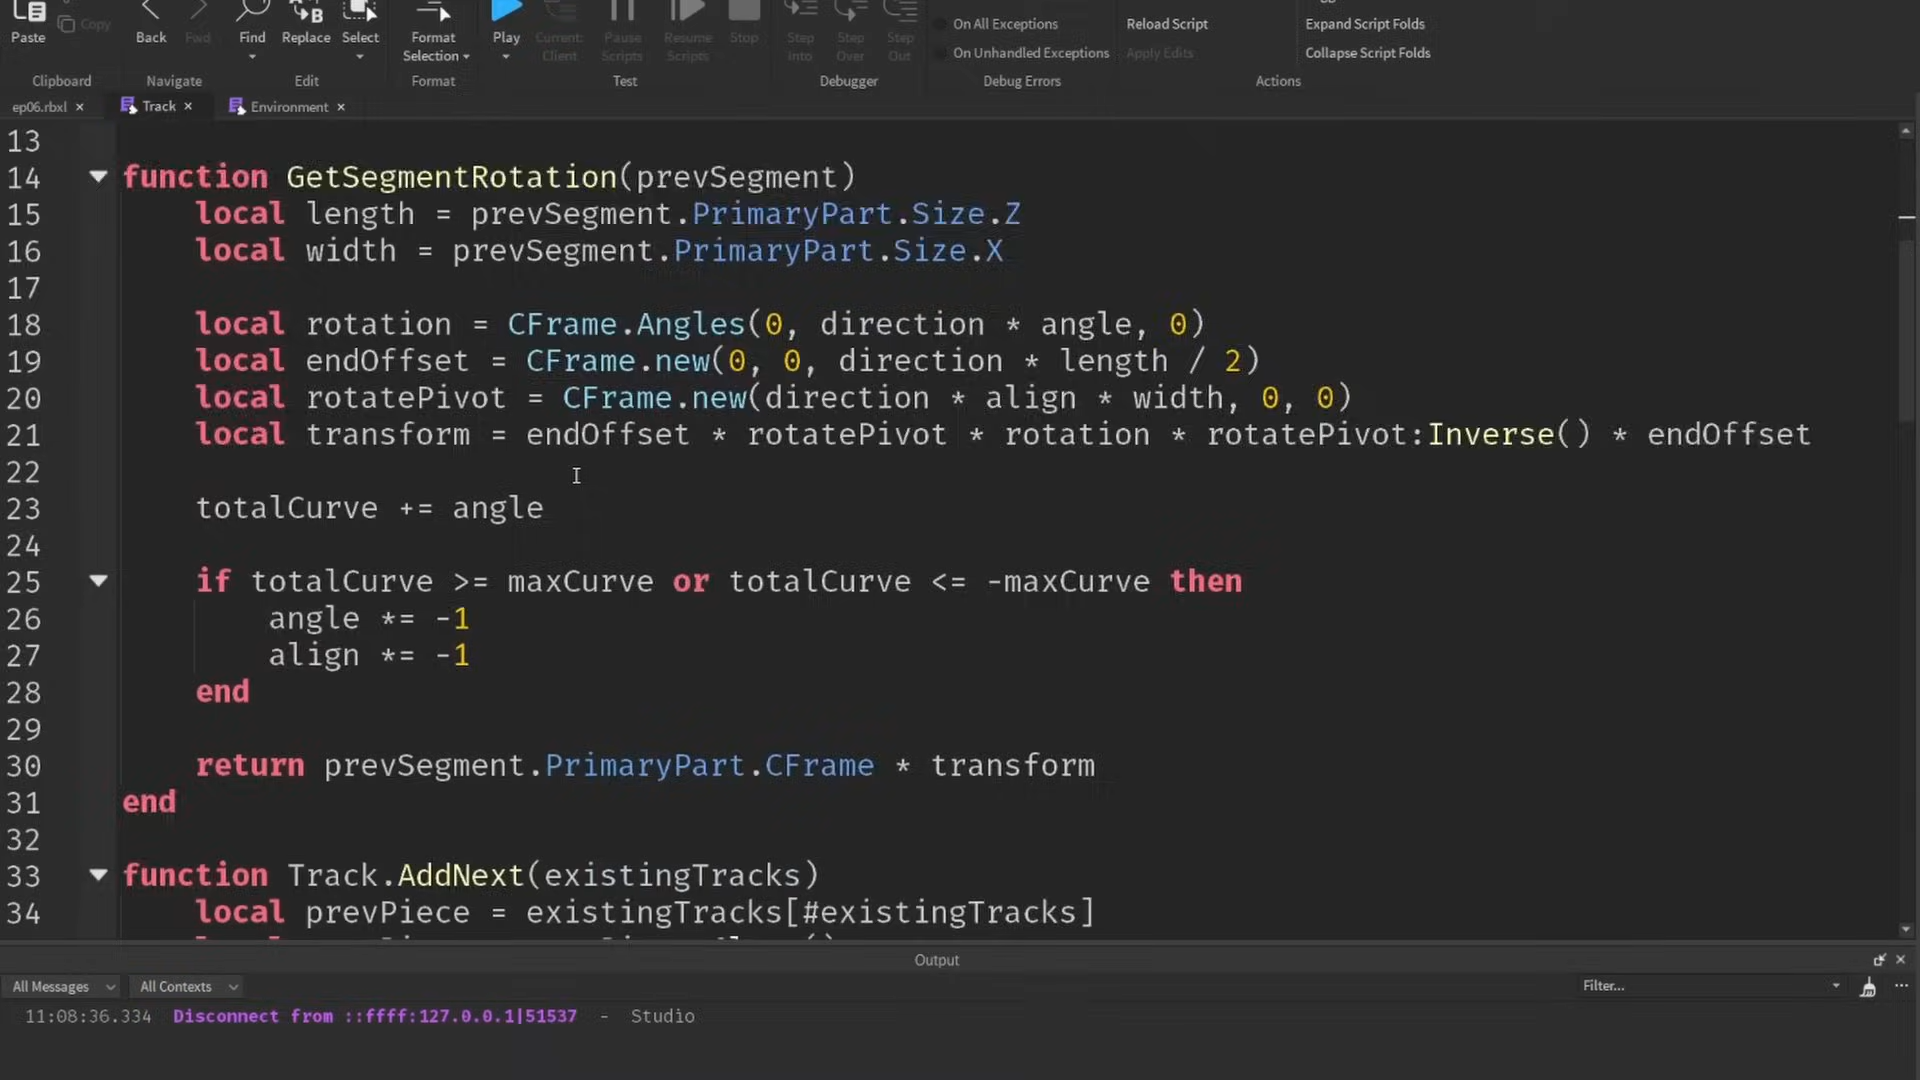 Paste
Copy
Back
Fwd
Find
Replace
Select
Format
Selection
Play
Current
Client
Pause
Scripts
Resume
Scripts
Stop
Step
Into
Step
Over
Step
Out
On All Exceptions
On Unhandled Exceptions
Reload Script
Apply Edits
Expand Script Folds
Collapse Script Folds
Clipboard
Navigate
Edit
Format
Test
Debugger
Debug Errors
Actions
ep06.rbxl × Track × Environment ×
13
14 function GetSegmentRotation(prevSegment)
15 local length = prevSegment.PrimaryPart.Size.Z
16 local width = prevSegment.PrimaryPart.Size.X
17
18 local rotation = CFrame.Angles(0, direction * angle, 0)
19 local endOffset = CFrame.new(0, 0, direction * length / 2)
20 local rotatePivot = CFrame.new(direction * align * width, 0, 0)
21 local transform = endOffset * rotatePivot * rotation * rotatePivot:Inverse() * endOffset
22
23 totalCurve += angle
24
25 if totalCurve >= maxCurve or totalCurve <= -maxCurve then
26 angle *= -1
27 align *= -1
28 end
29
30 return prevSegment.PrimaryPart.CFrame * transform
31 end
32
33 function Track.AddNext(existingTracks)
34 local prevPiece = existingTracks[#existingTracks]
Output
All Messages All Contexts Filter...
11:08:36.334 Disconnect from ::ffff:127.0.0.1|51537 - Studio